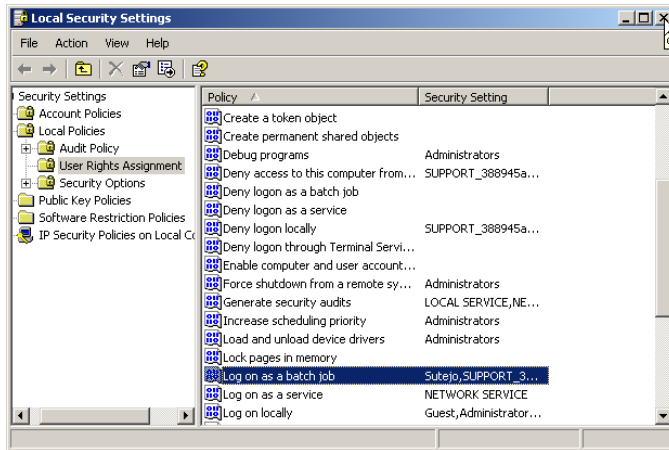 Local Security Settings
File Action View Help
Security Settings
Account Policies
Local Policies
Audit Policy
User Rights Assignment
Security Options
Public Key Policies
Software Restriction Policies
IP Security Policies on Local Co
Policy Security Setting
Create a token object
Create permanent shared objects
Debug programs Administrators
Deny access to this computer from... SUPPORT_388945a...
Deny logon as a batch job
Deny logon as a service
Deny logon locally SUPPORT_388945a...
Deny logon through Terminal Servi...
Enable computer and user account...
Force shutdown from a remote sy... Administrators
Generate security audits LOCAL SERVICE,NE...
Increase scheduling priority Administrators
Load and unload device drivers Administrators
Lock pages in memory
Log on as a batch job Sutejo,SUPPORT_3...
Log on as a service NETWORK SERVICE
Log on locally Guest,Administrator...